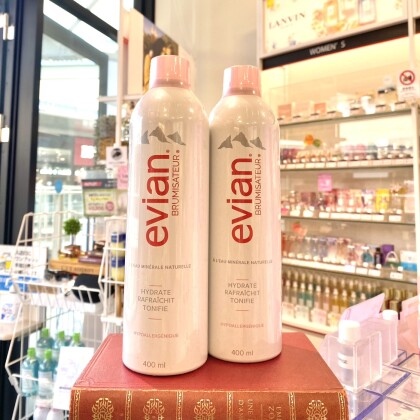 LANVIN
WOMEN'S
evian.
BRUMISATEUR
À L'EAU MINÉRALE NATURELLE
HYDRATE
RAFRAÎCHIT
TONIFIE
HYPOALLERGÉNIQUE
400 ml
evian.
BRUMISATEUR
À L'EAU MINÉRALE NATURELLE
HYDRATE
RAFRAÎCHIT
TONIFIE
HYPOALLERGÉNIQUE
400 ml